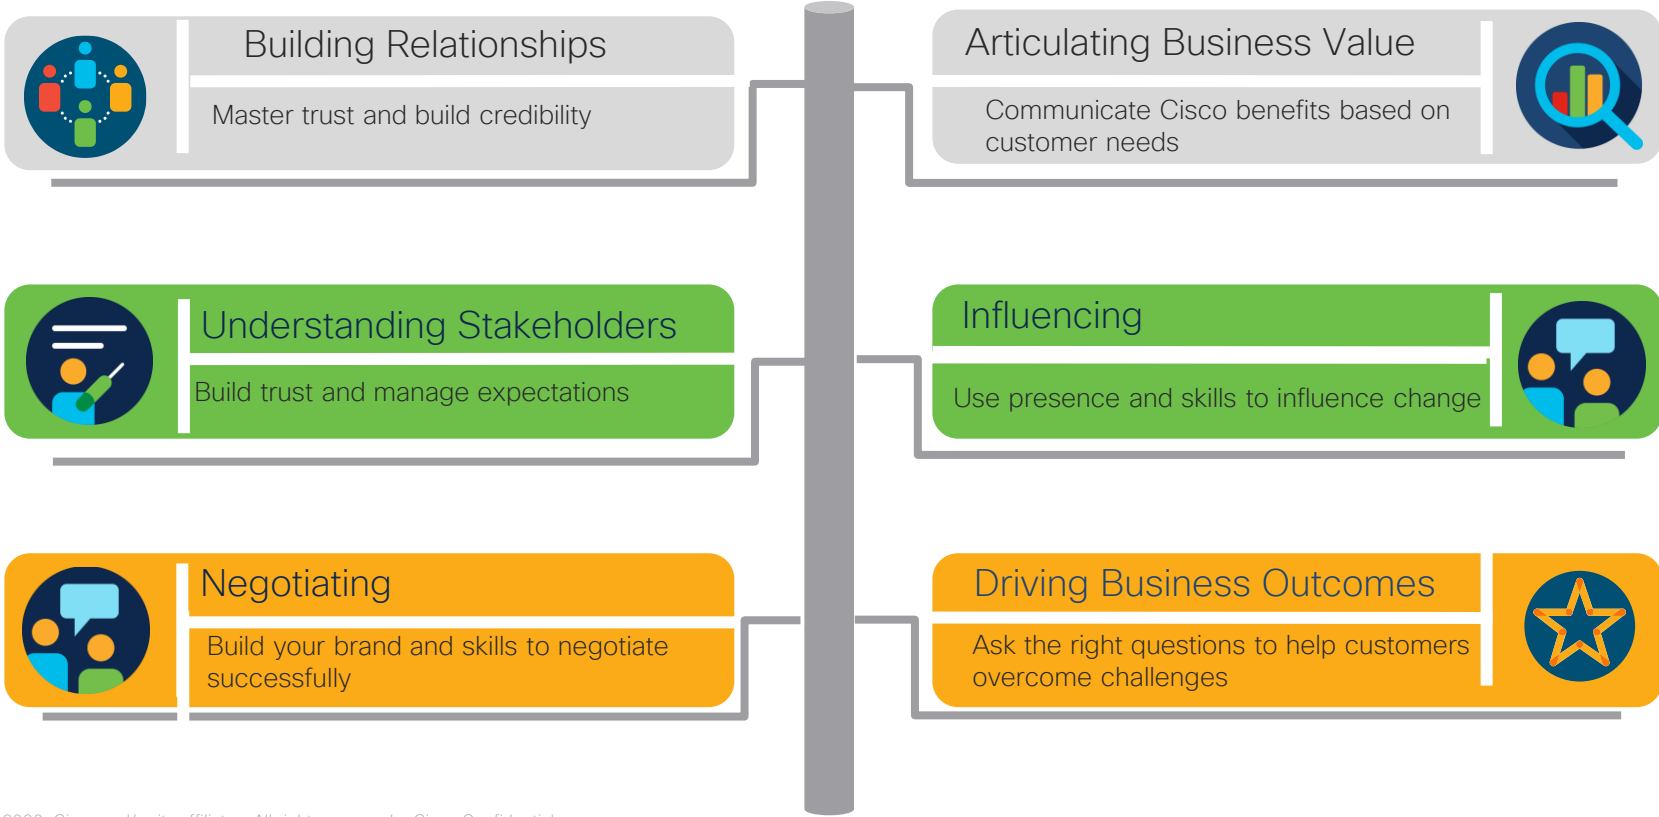 Building Relationships
Master trust and build credibility
Articulating Business Value
Communicate Cisco benefits based on
customer needs
Understanding Stakeholders
Build trust and manage expectations
Influencing
Use presence and skills to influence change
Negotiating
Build your brand and skills to negotiate
successfully
Driving Business Outcomes
Ask the right questions to help customers
overcome challenges